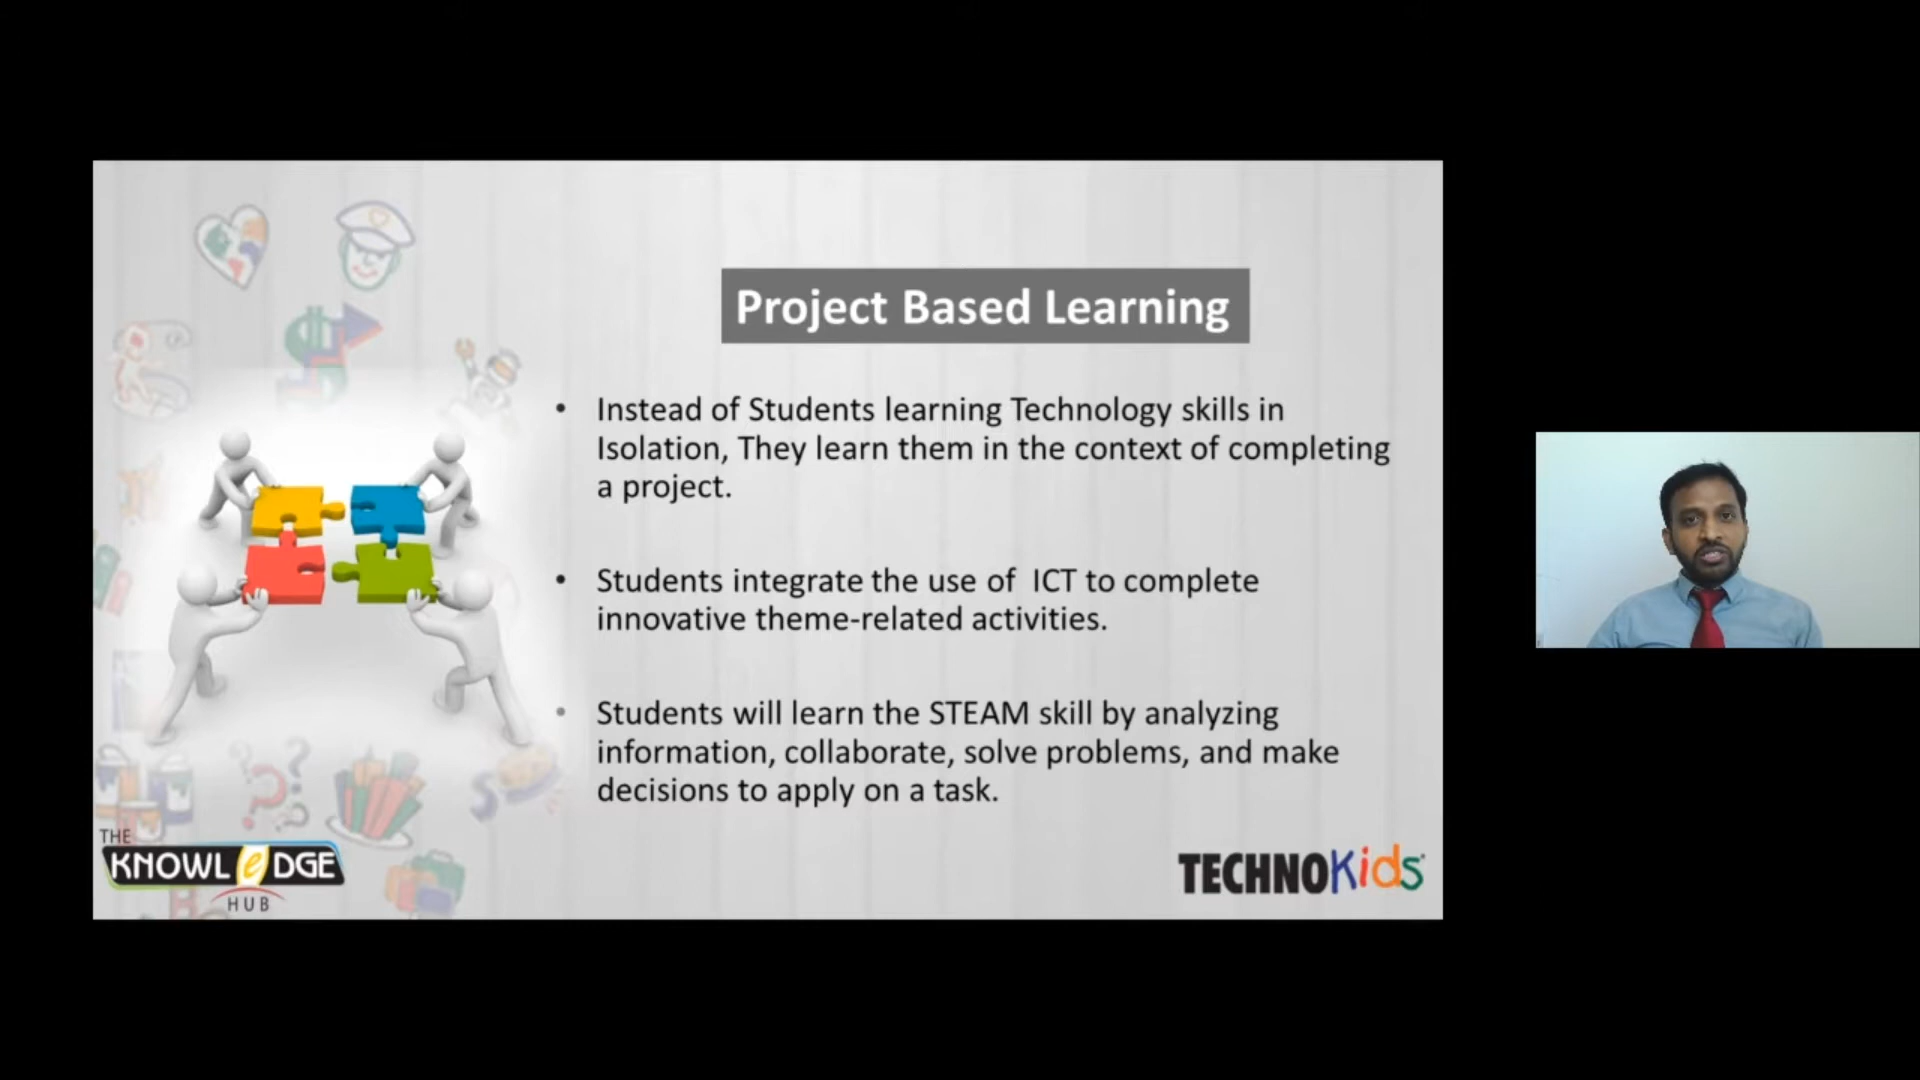 Project Based Learning
• Instead of Students learning Technology skills in
Isolation, They learn them in the context of completing
a project.
• Students integrate the use of ICT to complete
innovative theme-related activities.
• Students will learn the STEAM skill by analyzing
information, collaborate, solve problems, and make
decisions to apply on a task.
THE
KNOWLeDGE
HUB
TECHNOKids